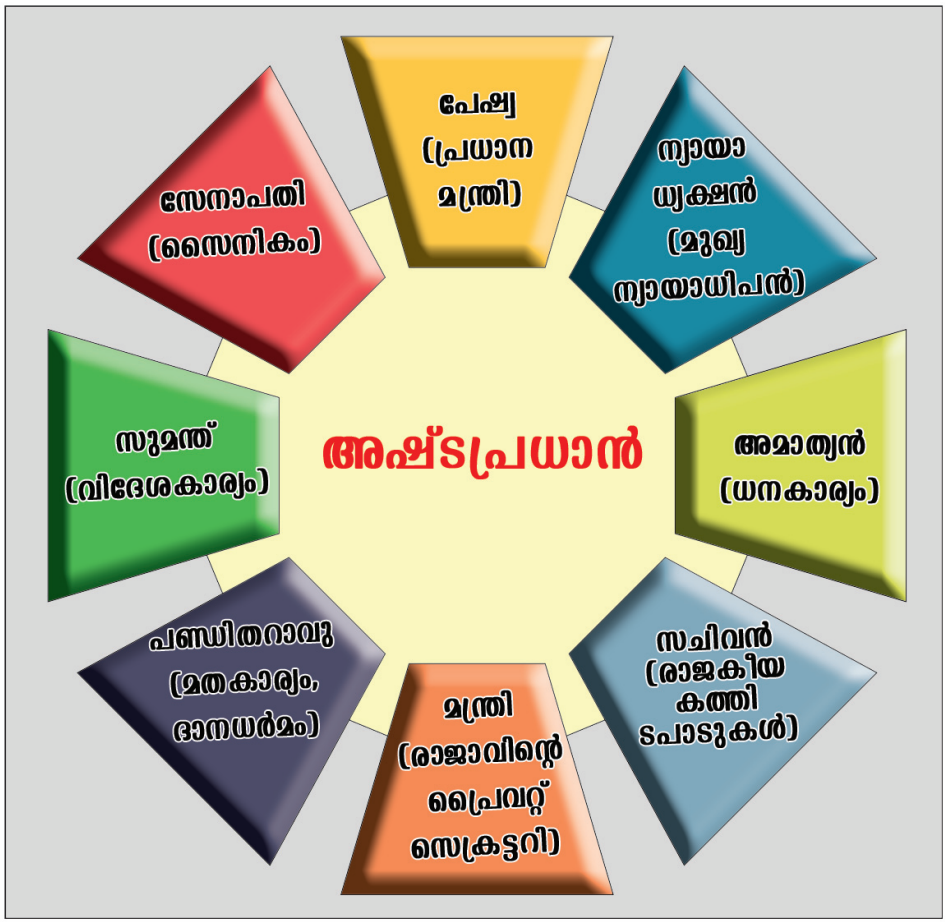 പേഷ്വ
(പ്രധാന
മന്ത്രി)
ന്യായാ
ധ്യക്ഷൻ
(മുഖ്യ
ന്യായാധിപൻ)
അമാത്യൻ
(ധനകാര്യം)
സചിവൻ
(രാജകീയ
കത്തി
ടപാടുകൾ)
മന്ത്രി
(രാജാവിന്റെ
പ്രൈവറ്റ്
സെക്രട്ടറി)
പണ്ഡിതറാവു
(മതകാര്യം,
ദാനധർമം)
സുമന്ത്
(വിദേശകാര്യം)
സേനാപതി
(സൈനികം)
അഷ്ടപ്രധാൻ